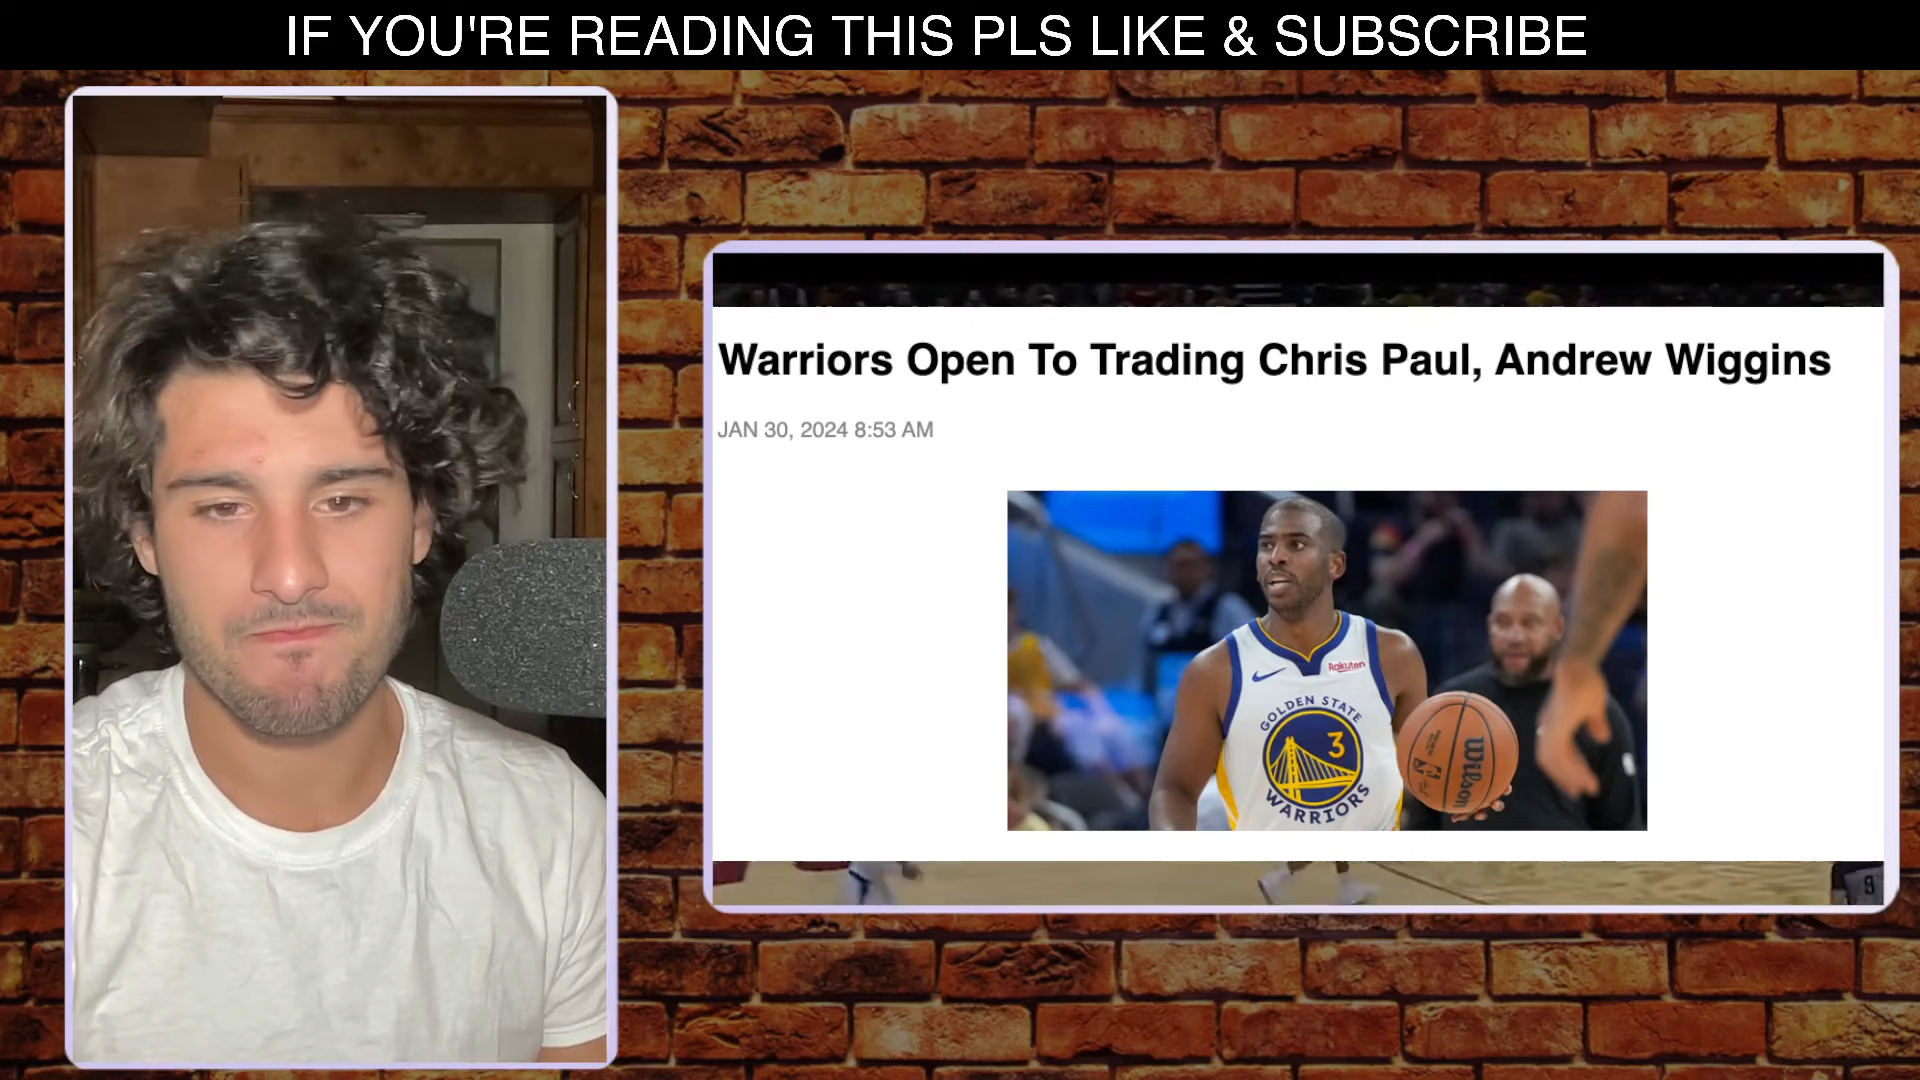 IF YOU'RE READING THIS PLS LIKE & SUBSCRIBE
Warriors Open To Trading Chris Paul, Andrew Wiggins
JAN 30, 2024 8:53 AM
Rakuten
GOLDEN STATE
3
WARRIORS
Wilson
9